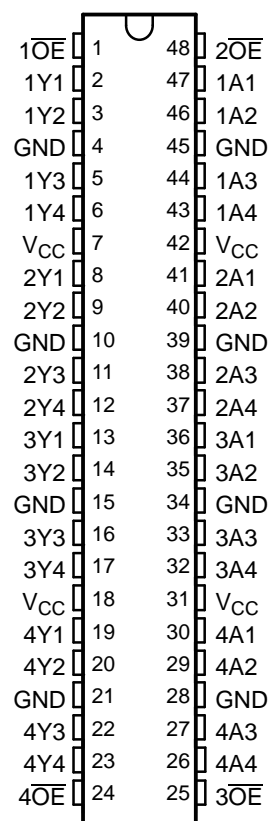 1O̅E̅ 1 48 2O̅E̅
1Y1 2 47 1A1
1Y2 3 46 1A2
GND 4 45 GND
1Y3 5 44 1A3
1Y4 6 43 1A4
VCC 7 42 VCC
2Y1 8 41 2A1
2Y2 9 40 2A2
GND 10 39 GND
2Y3 11 38 2A3
2Y4 12 37 2A4
3Y1 13 36 3A1
3Y2 14 35 3A2
GND 15 34 GND
3Y3 16 33 3A3
3Y4 17 32 3A4
VCC 18 31 VCC
4Y1 19 30 4A1
4Y2 20 29 4A2
GND 21 28 GND
4Y3 22 27 4A3
4Y4 23 26 4A4
4O̅E̅ 24 25 3O̅E̅